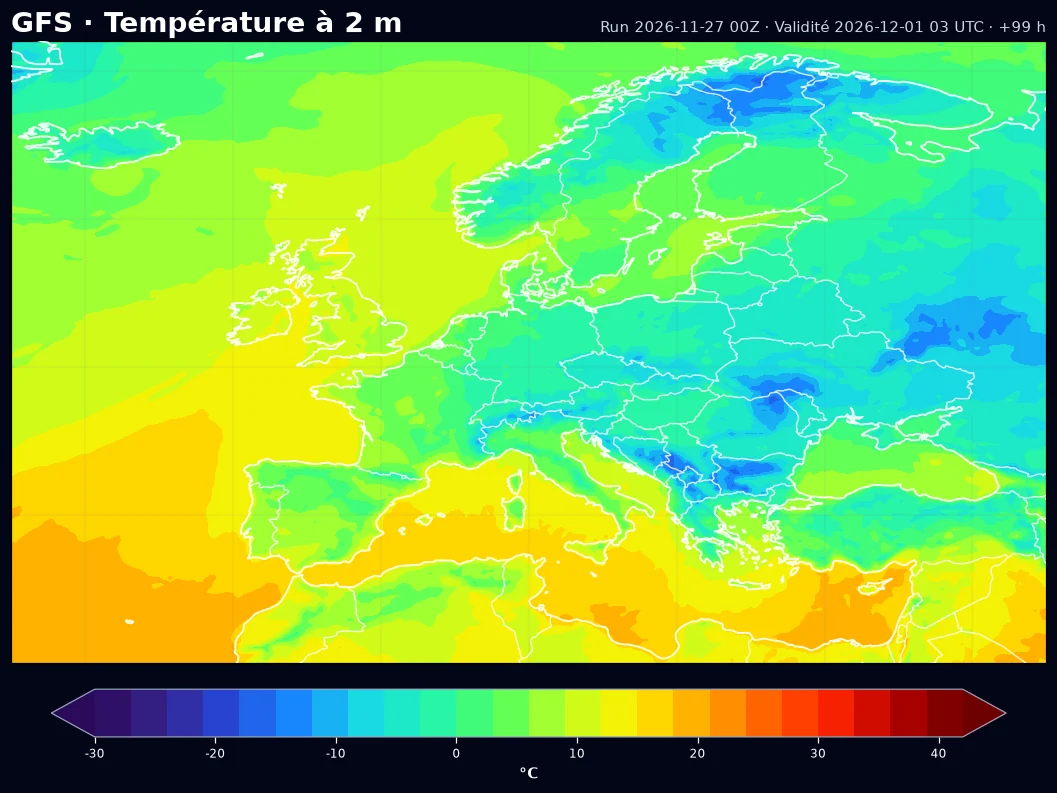 GFS · Température à 2 m
Run 2026-11-27 00Z · Validité 2026-12-01 03 UTC · +99 h
-30 -20 -10 0 10 20 30 40
°C